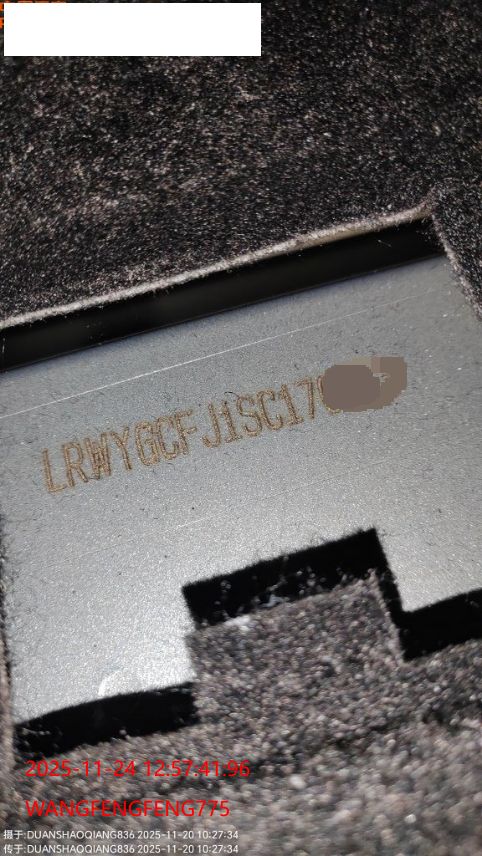 LRWYGCFJ1SC17
2025-11-24 12:57:41:96
WANGFENGFENG775
摄于:DUANSHAOQIANG836 2025-11-20 10:27:34
传于:DUANSHAOQIANG836 2025-11-20 10:27:34